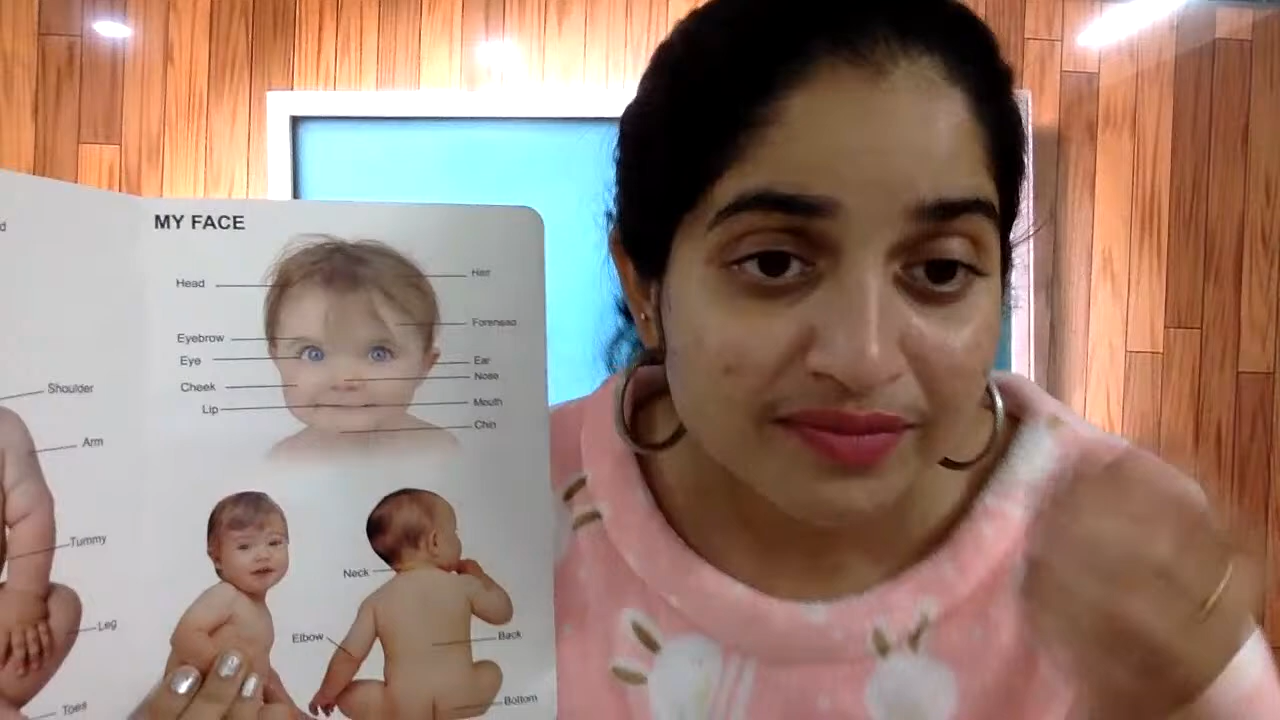 d
Shoulder
Arm
Tummy
Leg
Toes
MY FACE
Head
Hair
Forehead
Eyebrow
Eye
Ear
Nose
Cheek
Lip
Mouth
Chin
Neck
Elbow
Back
Bottom